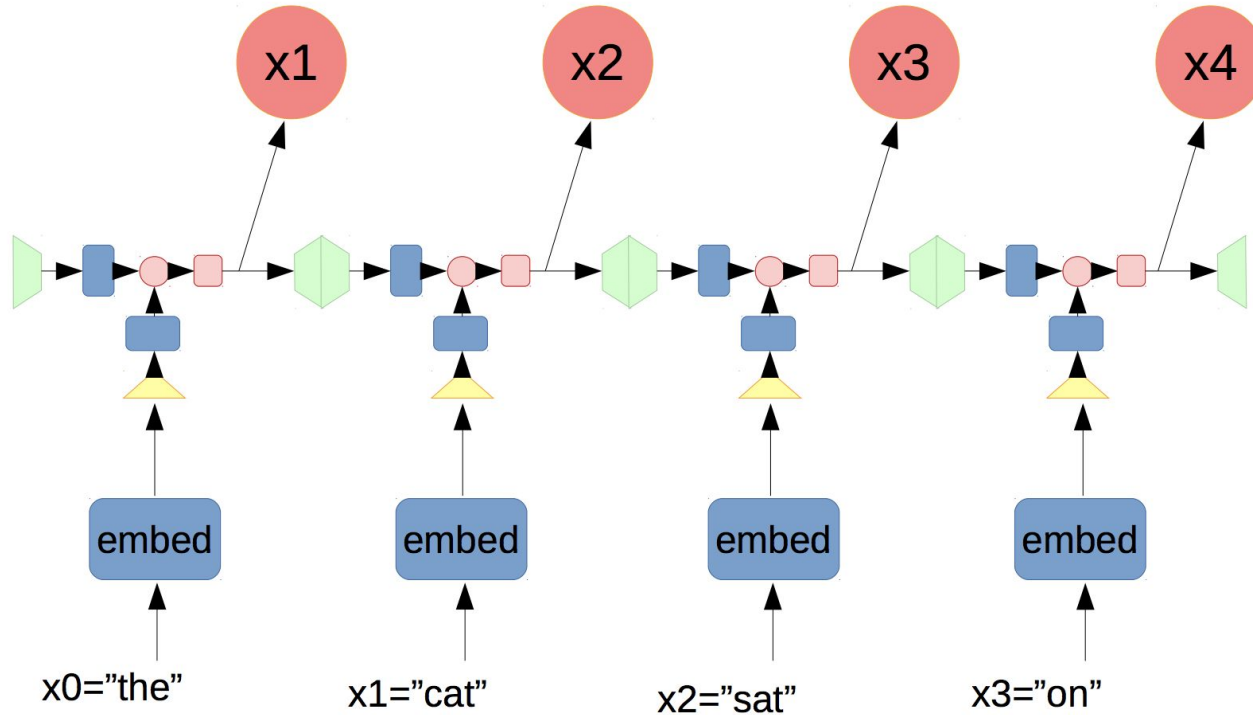 x1 x2 x3 x4
embed embed embed embed
x0=”the” x1=”cat” x2=”sat” x3=”on”